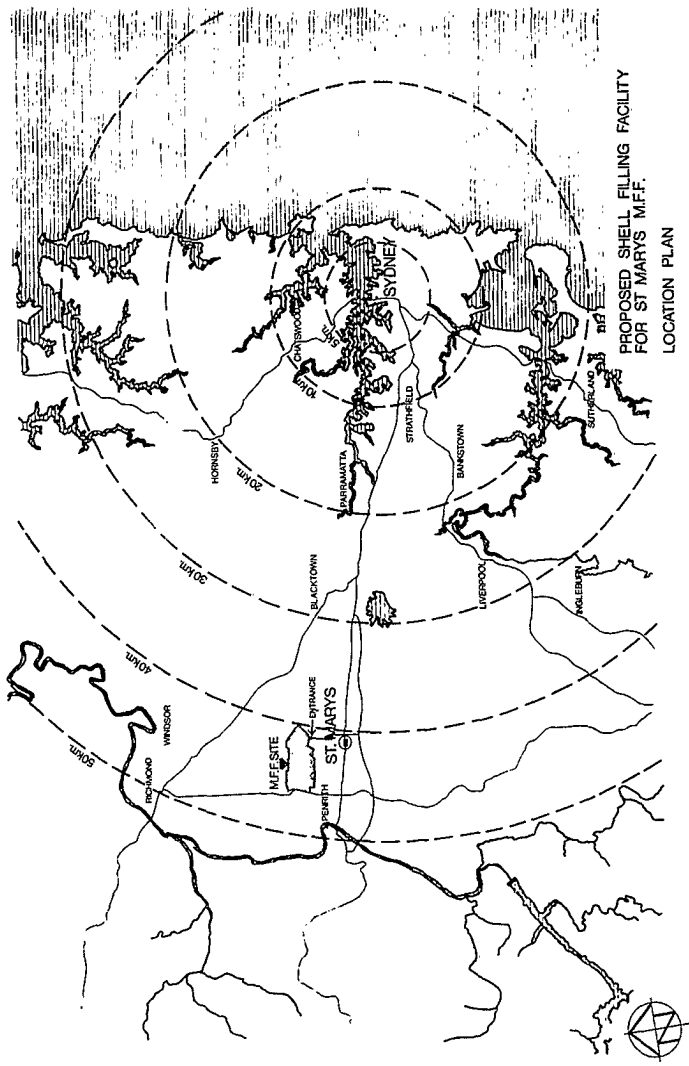 PROPOSED SHELL FILLING FACILITY
FOR ST MARYS M.F.F.
LOCATION PLAN
50km.
40km.
30km.
20km.
10km.
5km.
RICHMOND
WINDSOR
HORNSBY
CHATSWOOD
M.F.F. SITE
ENTRANCE
ST. MARYS
PENRITH
BLACKTOWN
PARRAMATTA
STRATHFIELD
SYDNEY
BANKSTOWN
LIVERPOOL
INGLEBURN
SUTHERLAND
N